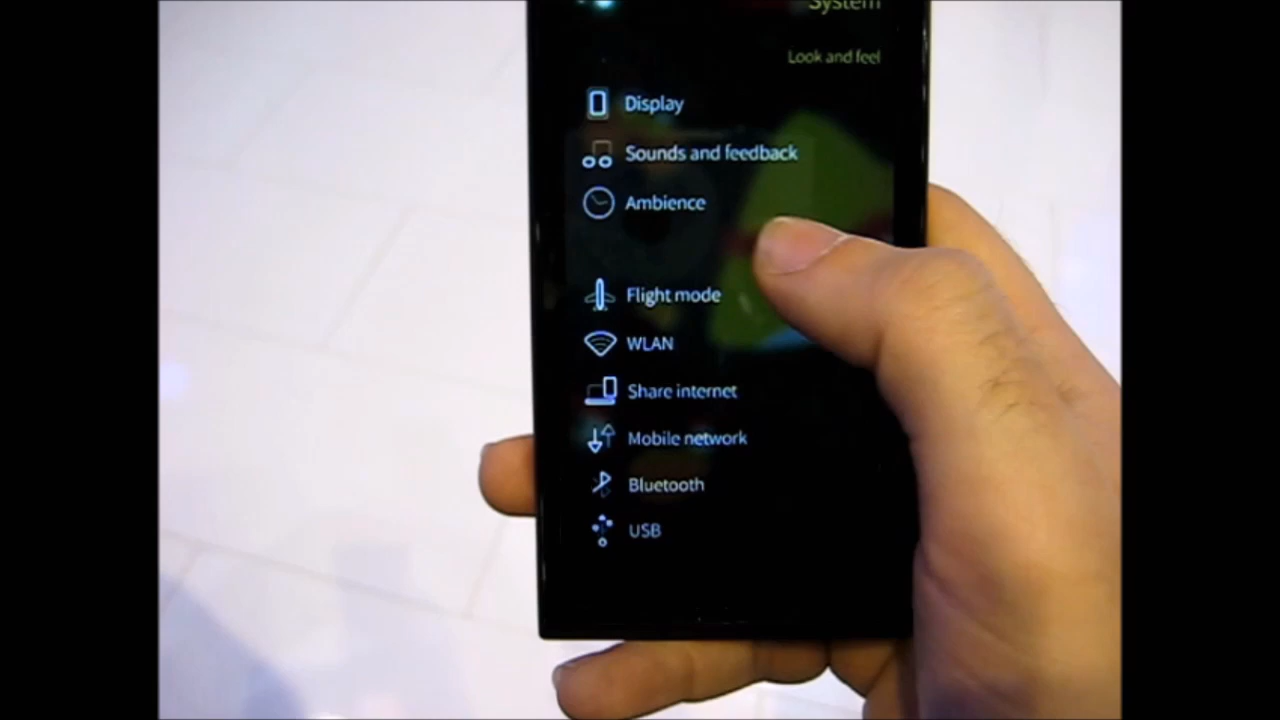 System
Look and feel
Display
Sounds and feedback
Ambience
Flight mode
WLAN
Share internet
Mobile network
Bluetooth
USB